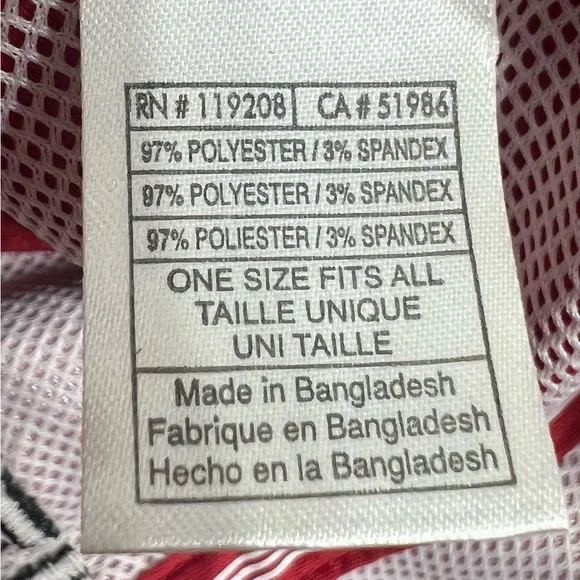 RN # 119208 CA # 51986
97% POLYESTER / 3% SPANDEX
97% POLYESTER / 3% SPANDEX
97% POLIESTER / 3% SPANDEX
ONE SIZE FITS ALL
TAILLE UNIQUE
UNI TAILLE
Made in Bangladesh
Fabrique en Bangladesh
Hecho en la Bangladesh